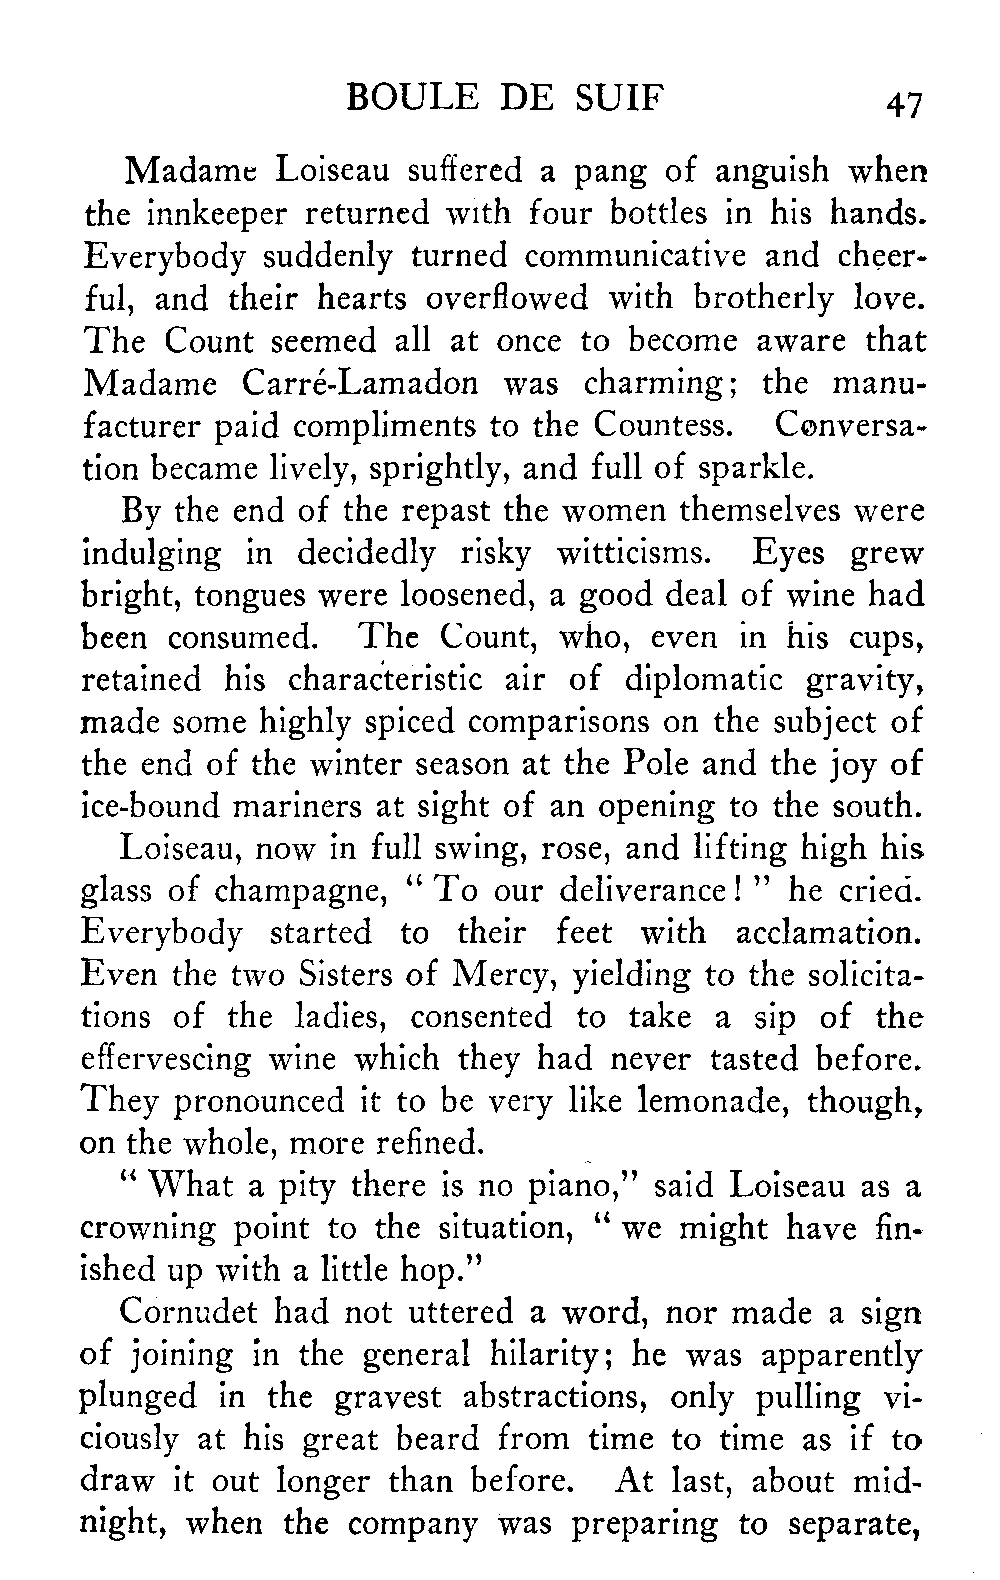 BOULE DE SUIF 47
Madame Loiseau suffered a pang of anguish when
the innkeeper returned with four bottles in his hands.
Everybody suddenly turned communicative and cheer-
ful, and their hearts overflowed with brotherly love.
The Count seemed all at once to become aware that
Madame Carré-Lamadon was charming; the manu-
facturer paid compliments to the Countess. Conversa-
tion became lively, sprightly, and full of sparkle.
By the end of the repast the women themselves were
indulging in decidedly risky witticisms. Eyes grew
bright, tongues were loosened, a good deal of wine had
been consumed. The Count, who, even in his cups,
retained his characteristic air of diplomatic gravity,
made some highly spiced comparisons on the subject of
the end of the winter season at the Pole and the joy of
ice-bound mariners at sight of an opening to the south.
Loiseau, now in full swing, rose, and lifting high his
glass of champagne, " To our deliverance! " he cried.
Everybody started to their feet with acclamation.
Even the two Sisters of Mercy, yielding to the solicita-
tions of the ladies, consented to take a sip of the
effervescing wine which they had never tasted before.
They pronounced it to be very like lemonade, though,
on the whole, more refined.
" What a pity there is no piano," said Loiseau as a
crowning point to the situation, " we might have fin-
ished up with a little hop."
Cornudet had not uttered a word, nor made a sign
of joining in the general hilarity; he was apparently
plunged in the gravest abstractions, only pulling vi-
ciously at his great beard from time to time as if to
draw it out longer than before. At last, about mid-
night, when the company was preparing to separate,